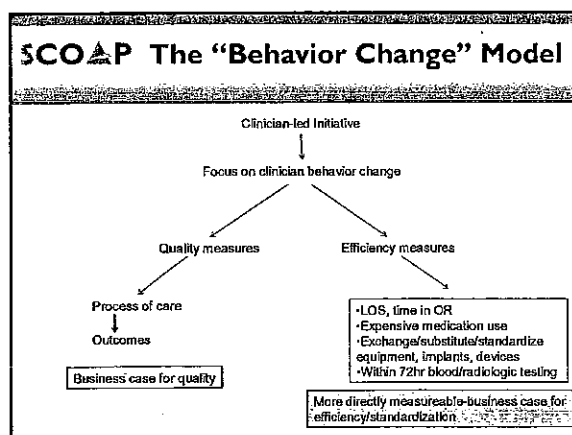 SCOAP The “Behavior Change” Model
Clinician-led Initiative
Focus on clinician behavior change
Quality measures
Efficiency measures
Process of care
Outcomes
Business case for quality
•LOS, time in OR
•Expensive medication use
•Exchange/substitute/standardize
equipment, implants, devices
•Within 72hr blood/radiologic testing
More directly measureable-business case for
efficiency/standardization